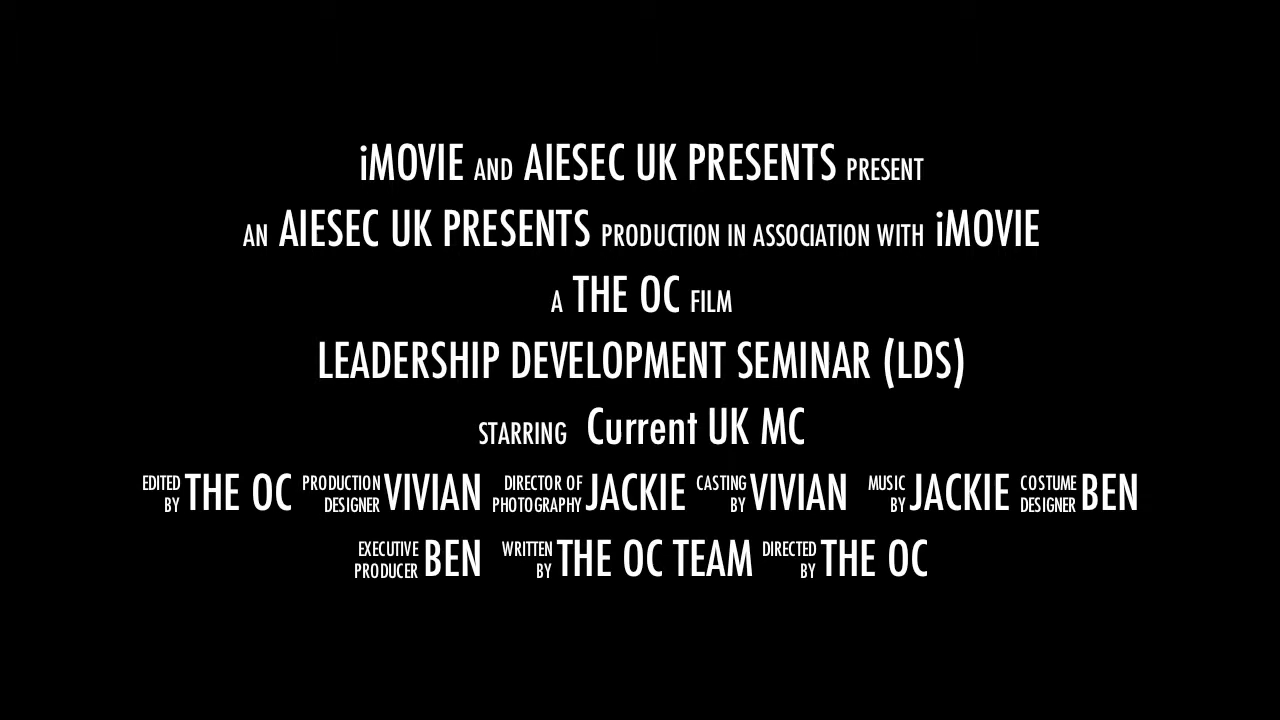 iMOVIE AND AIESEC UK PRESENTS PRESENT
AN AIESEC UK PRESENTS PRODUCTION IN ASSOCIATION WITH iMOVIE
A THE OC FILM
LEADERSHIP DEVELOPMENT SEMINAR (LDS)
STARRING Current UK MC
EDITED BY THE OC PRODUCTION DESIGNER VIVIAN DIRECTOR OF PHOTOGRAPHY JACKIE CASTING BY VIVIAN MUSIC BY JACKIE COSTUME DESIGNER BEN
EXECUTIVE PRODUCER BEN WRITTEN BY THE OC TEAM DIRECTED BY THE OC